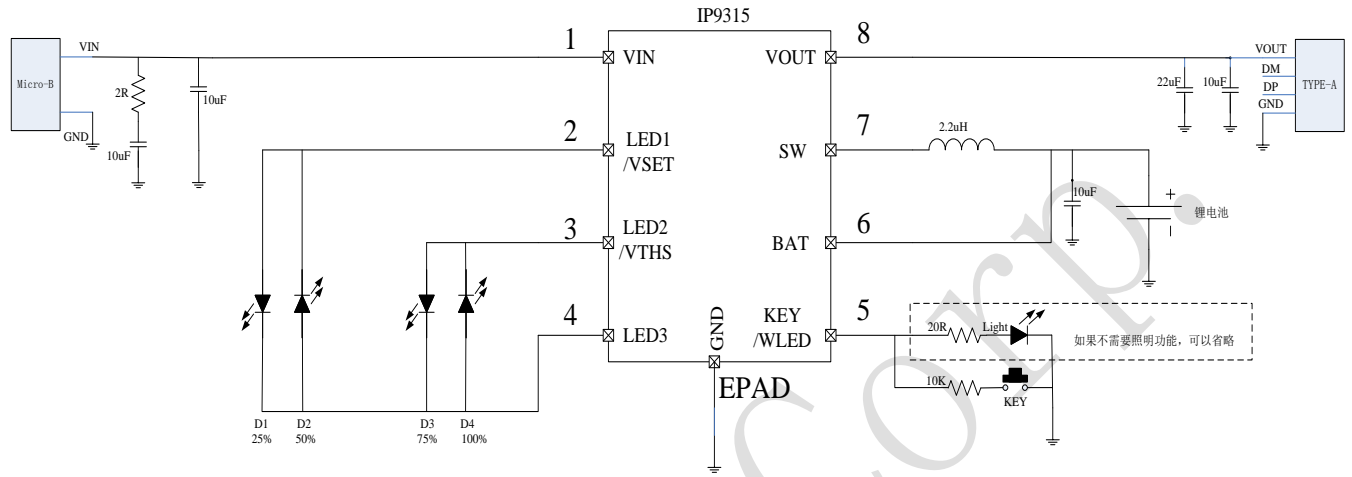 IP9315
Micro-B
VIN
GND
2R
10uF
10uF
1
VIN
2
LED1
/VSET
3
LED2
/VTHS
4
LED3
D1
25%
D2
50%
D3
75%
D4
100%
GND
EPAD
8
VOUT
7
SW
6
BAT
5
KEY
/WLED
2.2uH
22uF
10uF
VOUT
DM
DP
GND
TYPE-A
10uF
+
锂电池
20R
Light
如果不需要照明功能，可以省略
10K
KEY
Corp.